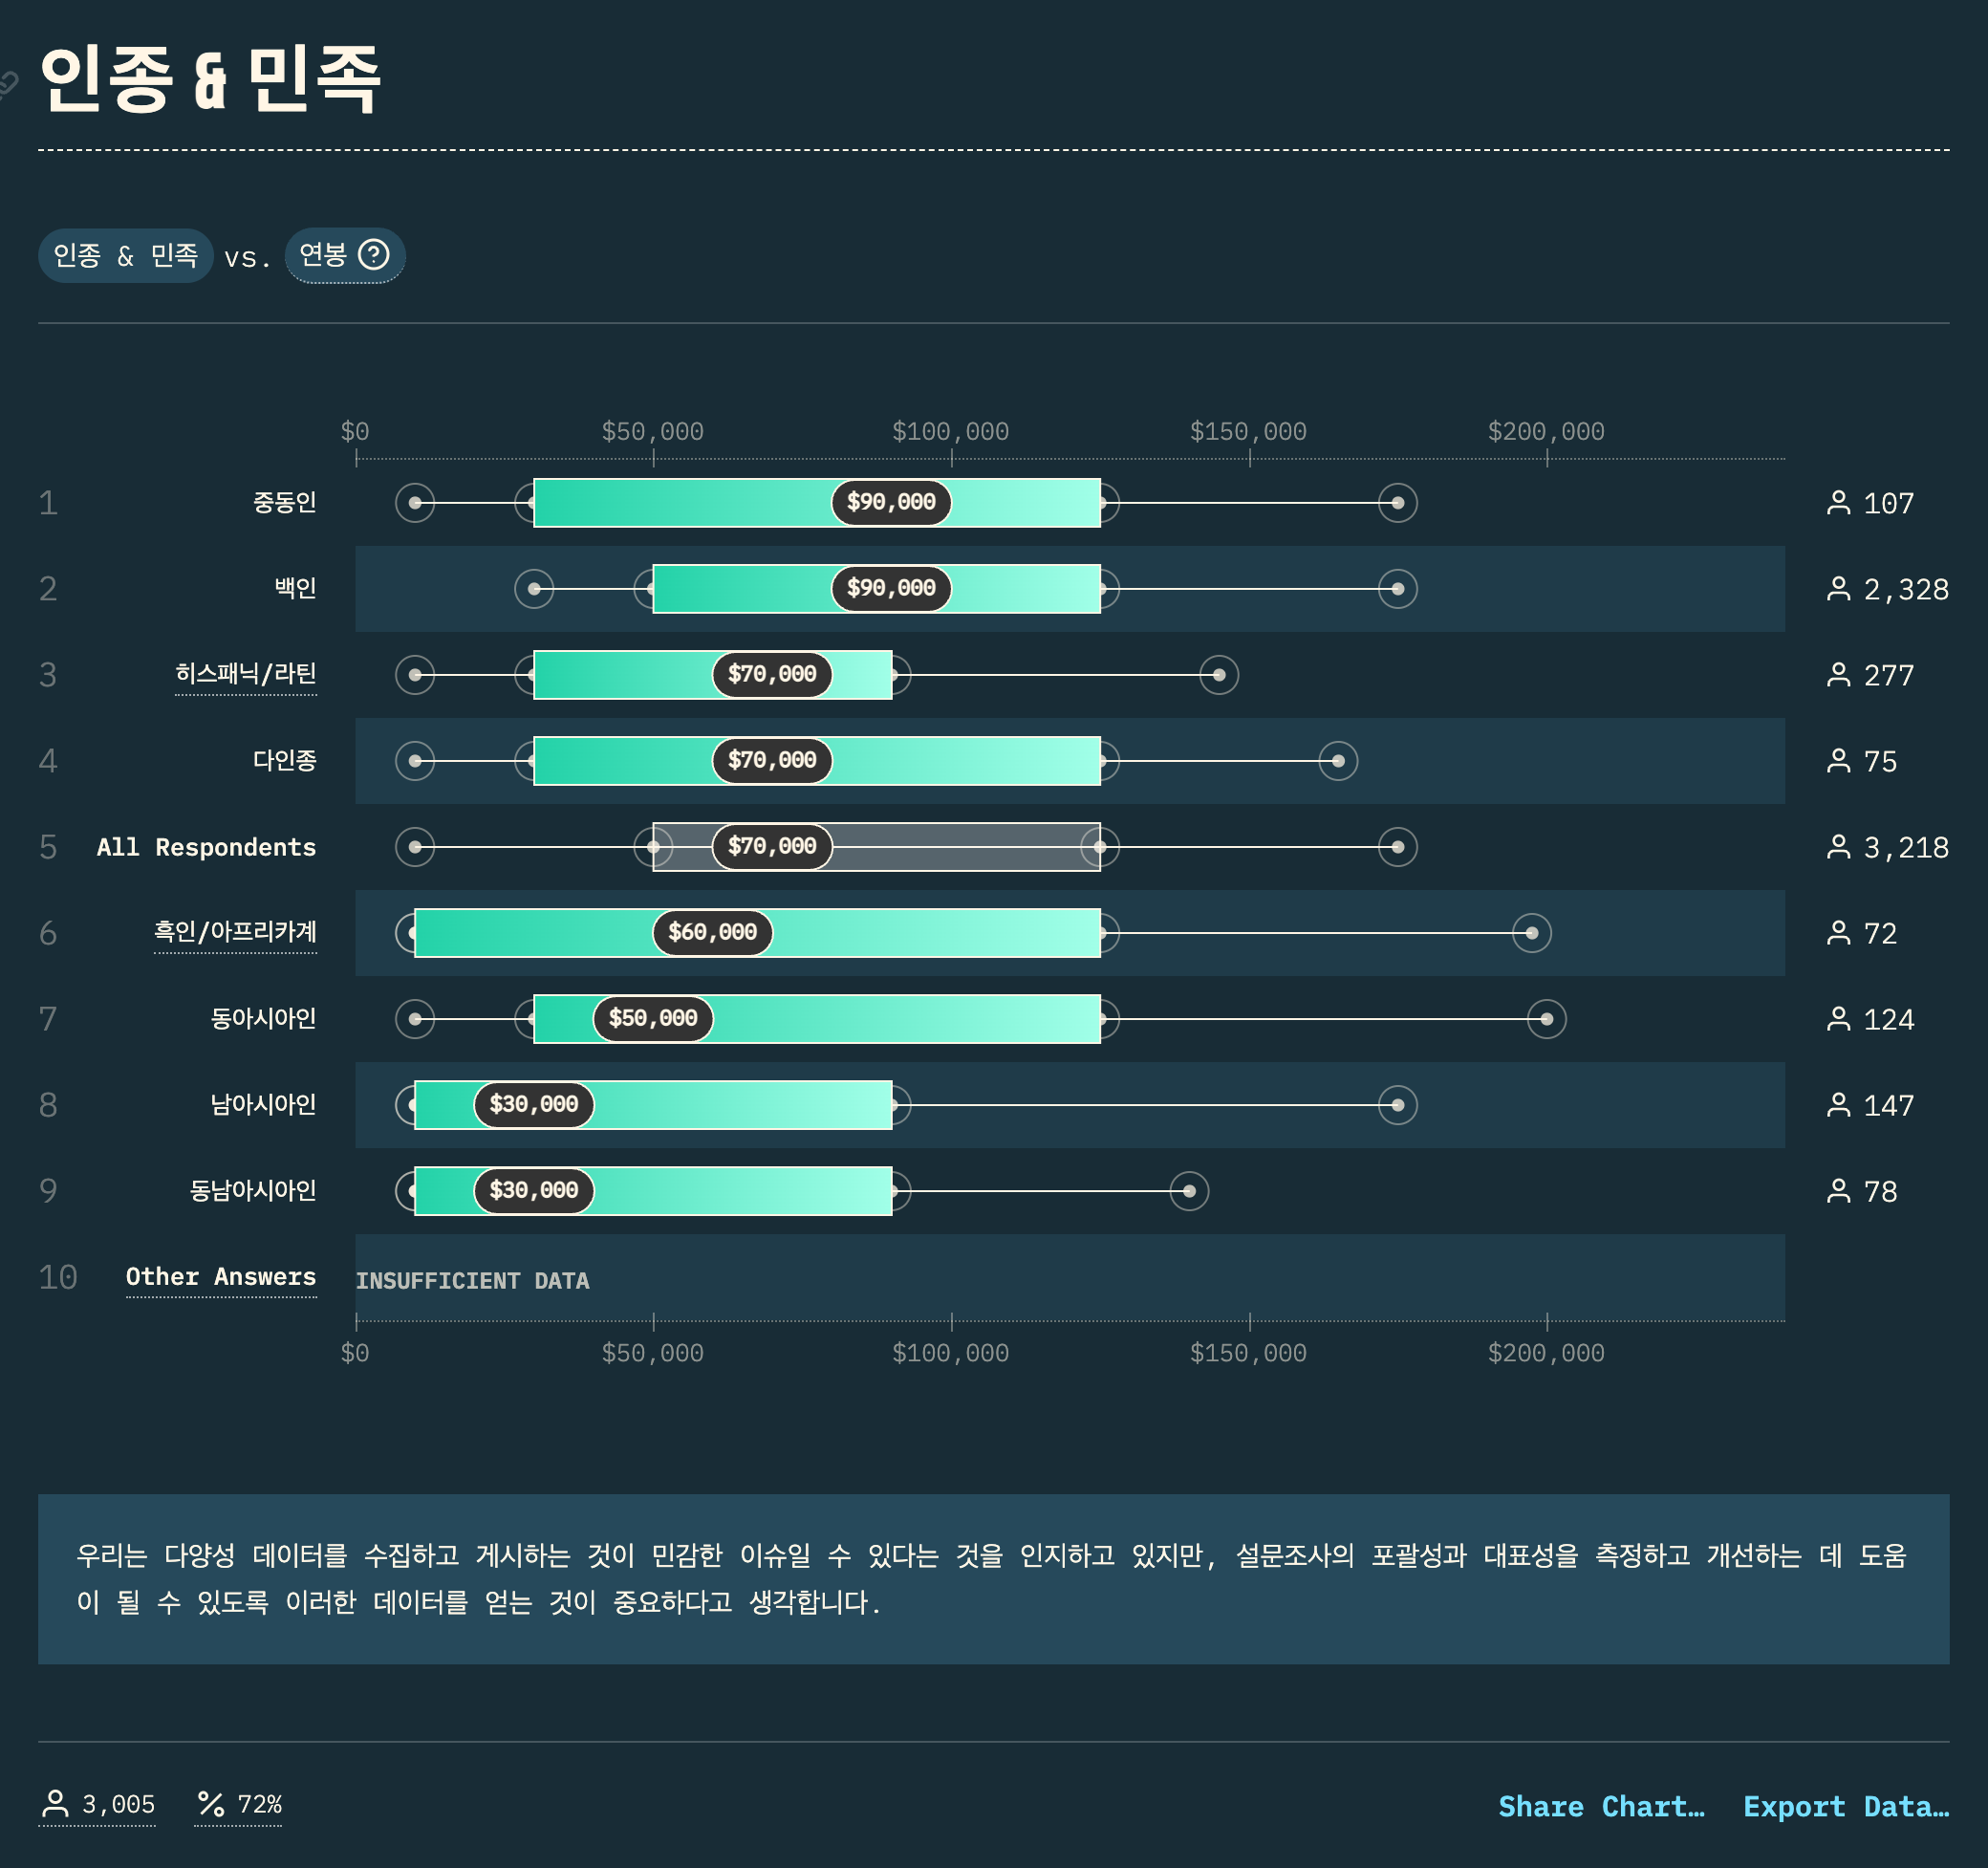 인종 & 민족
인종 & 민족 vs. 연봉
$0 $50,000 $100,000 $150,000 $200,000
1 중동인 $90,000 107
2 백인 $90,000 2,328
3 히스패닉/라틴 $70,000 277
4 다인종 $70,000 75
5 All Respondents $70,000 3,218
6 흑인/아프리카계 $60,000 72
7 동아시아인 $50,000 124
8 남아시아인 $30,000 147
9 동남아시아인 $30,000 78
10 Other Answers INSUFFICIENT DATA
$0 $50,000 $100,000 $150,000 $200,000
우리는 다양성 데이터를 수집하고 게시하는 것이 민감한 이슈일 수 있다는 것을 인지하고 있지만, 설문조사의 포괄성과 대표성을 측정하고 개선하는 데 도움
이 될 수 있도록 이러한 데이터를 얻는 것이 중요하다고 생각합니다.
3,005 % 72% Share Chart… Export Data…